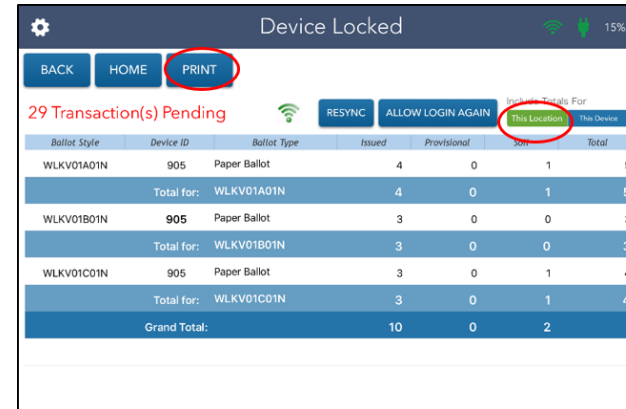 Device Locked 15%
BACK HOME PRINT
Include Totals For
29 Transaction(s) Pending RESYNC ALLOW LOGIN AGAIN This Location This Device
Ballot Style Device ID Ballot Type Issued Provisional Total
WLKV01A01N 905 Paper Ballot 4 0 1
Total for: WLKV01A01N 4 0 1
WLKV01B01N 905 Paper Ballot 3 0 0
Total for: WLKV01B01N 3 0 0
WLKV01C01N 905 Paper Ballot 3 0 1
Total for: WLKV01C01N 3 0 1
Grand Total: 10 0 2